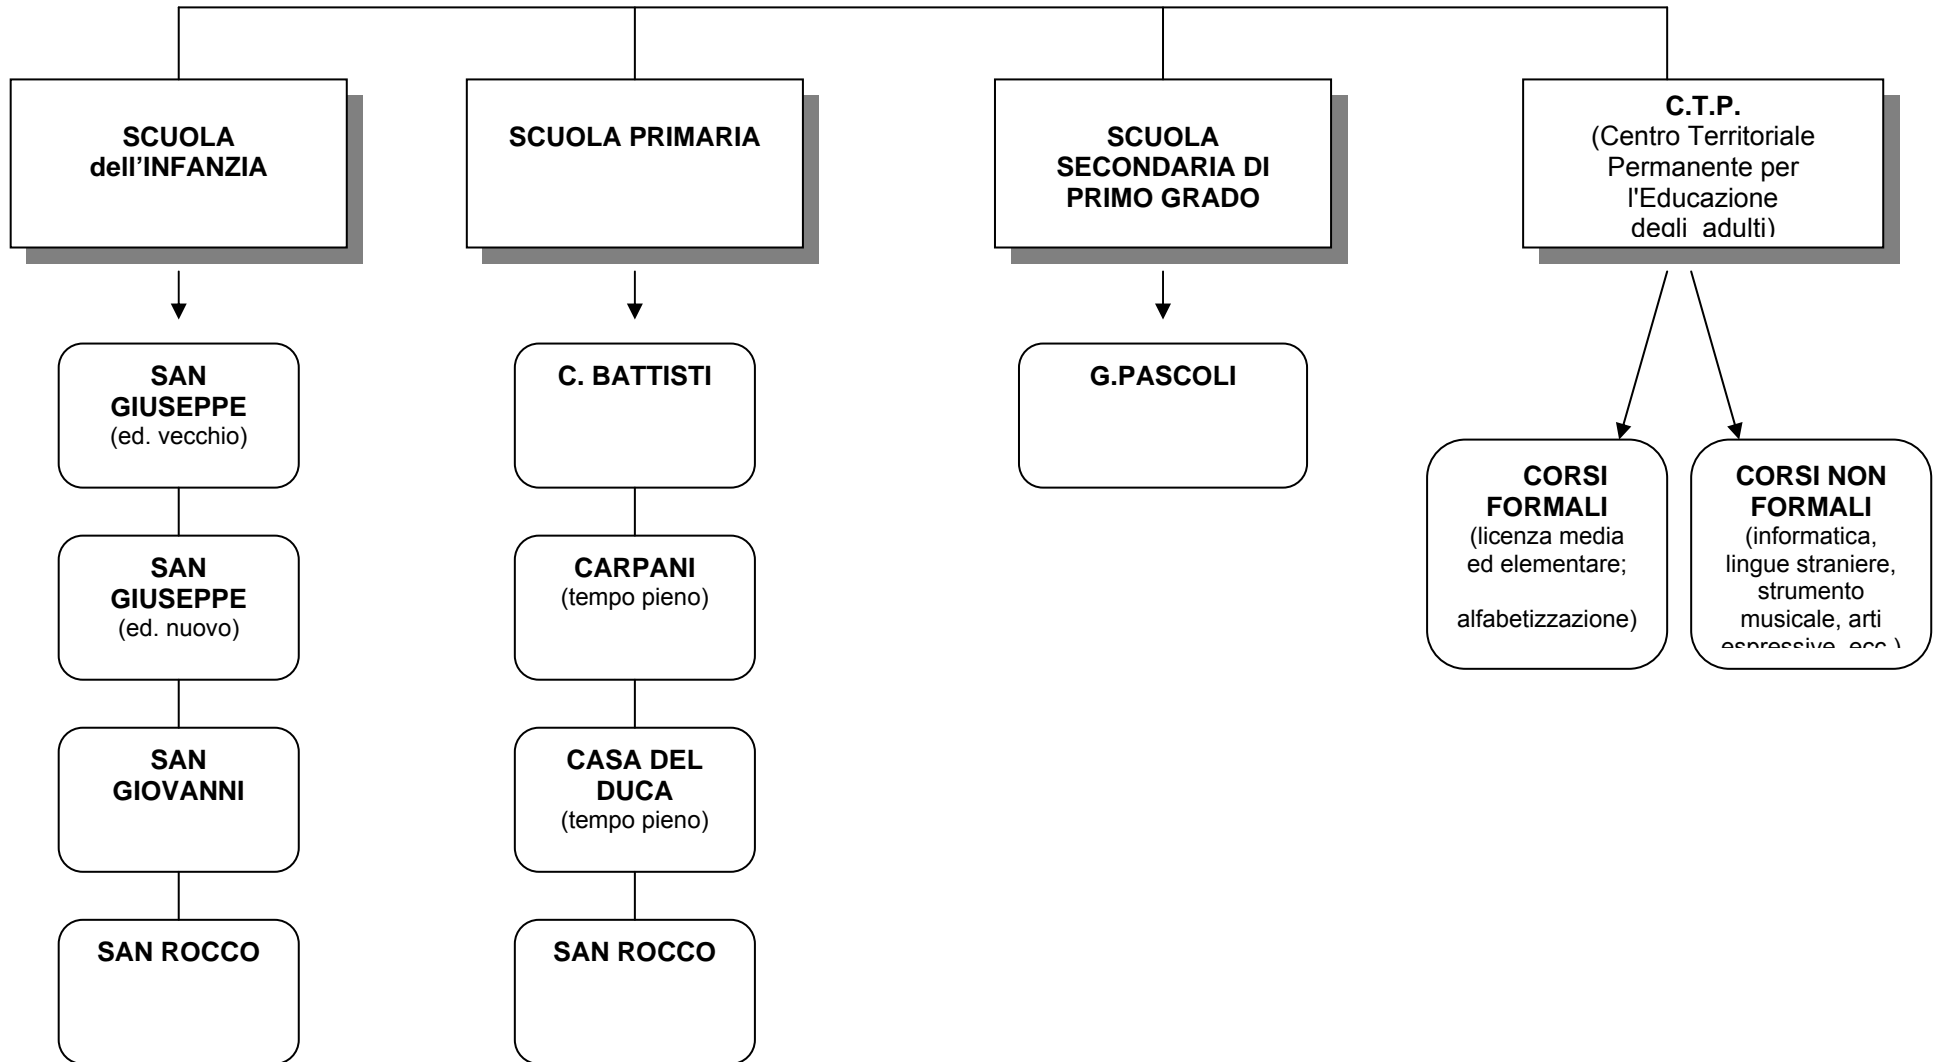 SCUOLA
dell'INFANZIA
SCUOLA PRIMARIA
SCUOLA
SECONDARIA DI
PRIMO GRADO
C.T.P.
(Centro Territoriale
Permanente per
l'Educazione
degli adulti)
SAN
GIUSEPPE
(ed. vecchio)
SAN
GIUSEPPE
(ed. nuovo)
SAN
GIOVANNI
SAN ROCCO
C. BATTISTI
CARPANI
(tempo pieno)
CASA DEL
DUCA
(tempo pieno)
SAN ROCCO
G.PASCOLI
CORSI
FORMALI
(licenza media
ed elementare;
alfabetizzazione)
CORSI NON
FORMALI
(informatica,
lingue straniere,
strumento
musicale, arti
espressive, ecc.)